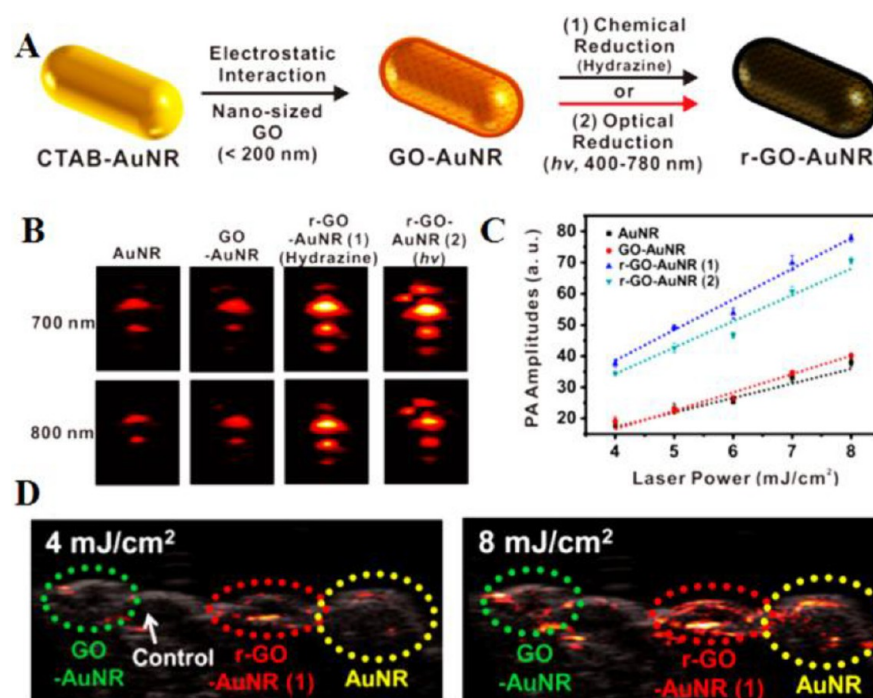 A
CTAB-AuNR
Electrostatic
Interaction
Nano-sized
GO
(< 200 nm)
GO-AuNR
(1) Chemical
Reduction
(Hydrazine)
or
(2) Optical
Reduction
(hv, 400-780 nm)
r-GO-AuNR
B
AuNR
GO
-AuNR
r-GO
-AuNR (1)
(Hydrazine)
r-GO-
AuNR (2)
(hv)
700 nm
800 nm
C
PA Amplitudes (a. u.)
80
70
60
50
40
30
20
AuNR
GO-AuNR
r-GO-AuNR (1)
r-GO-AuNR (2)
4 5 6 7 8
Laser Power (mJ/cm²)
D
4 mJ/cm²
GO
-AuNR
Control
r-GO
-AuNR (1)
AuNR
8 mJ/cm²
GO
-AuNR
r-GO
-AuNR (1)
AuNR